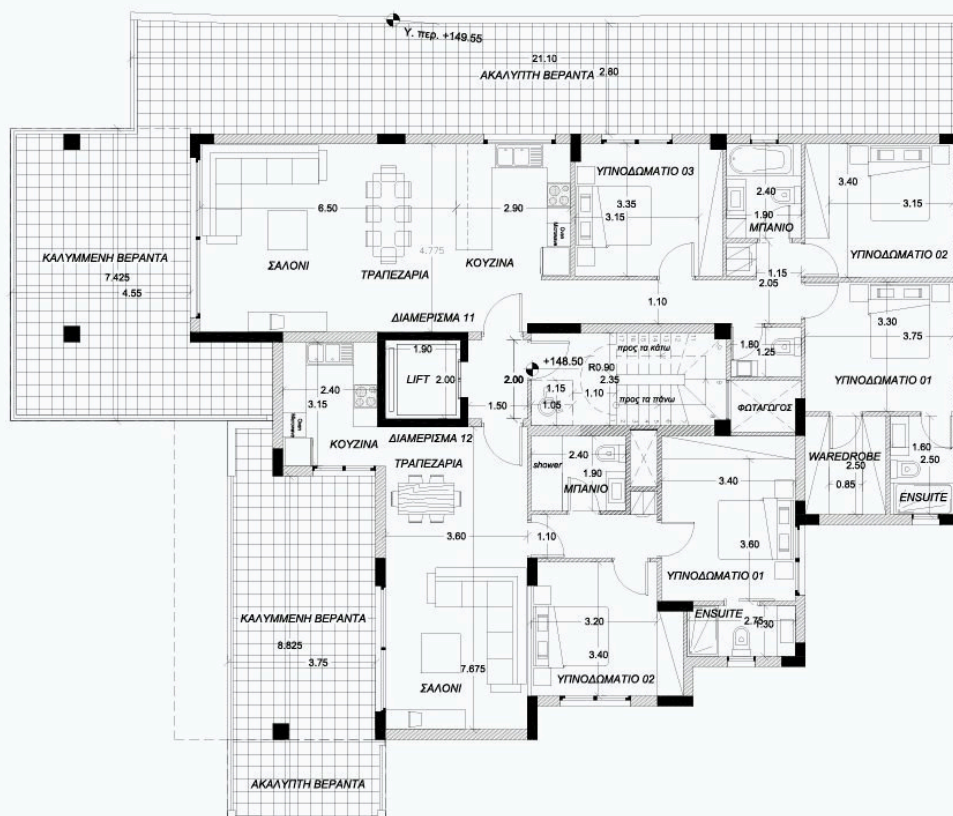 Υ. περ. +149.55
21.10
ΑΚΑΛΥΠΤΗ ΒΕΡΑΝΤΑ
2.80
ΥΠΝΟΔΩΜΑΤΙΟ 03
3.35
3.15
2.40
1.90
ΜΠΑΝΙΟ
3.40
3.15
ΥΠΝΟΔΩΜΑΤΙΟ 02
6.50
2.90
Oven
Microwave
4.775
ΣΑΛΟΝΙ
ΤΡΑΠΕΖΑΡΙΑ
ΚΟΥΖΙΝΑ
ΚΑΛΥΜΜΕΝΗ ΒΕΡΑΝΤΑ
7.425
4.55
1.15
2.05
1.10
ΔΙΑΜΕΡΙΣΜΑ 11
3.30
3.75
ΥΠΝΟΔΩΜΑΤΙΟ 01
1.90
LIFT
2.00
2.00
1.50
+148.50
προς τα κάτω
R0.90
2.35
1.15
1.10
1.05
προς τα πάνω
1.60
1.25
ΦΩΤΑΓΩΓΟΣ
2.40
3.15
Oven
Microwave
ΚΟΥΖΙΝΑ
ΔΙΑΜΕΡΙΣΜΑ 12
ΤΡΑΠΕΖΑΡΙΑ
shower
2.40
1.90
ΜΠΑΝΙΟ
WAREDROBE
2.50
0.85
1.60
2.50
ENSUITE
3.40
3.60
ΥΠΝΟΔΩΜΑΤΙΟ 01
3.60
1.10
ENSUITE
2.75
1.30
ΚΑΛΥΜΜΕΝΗ ΒΕΡΑΝΤΑ
8.825
3.75
3.20
3.40
ΥΠΝΟΔΩΜΑΤΙΟ 02
7.675
ΣΑΛΟΝΙ
ΑΚΑΛΥΠΤΗ ΒΕΡΑΝΤΑ